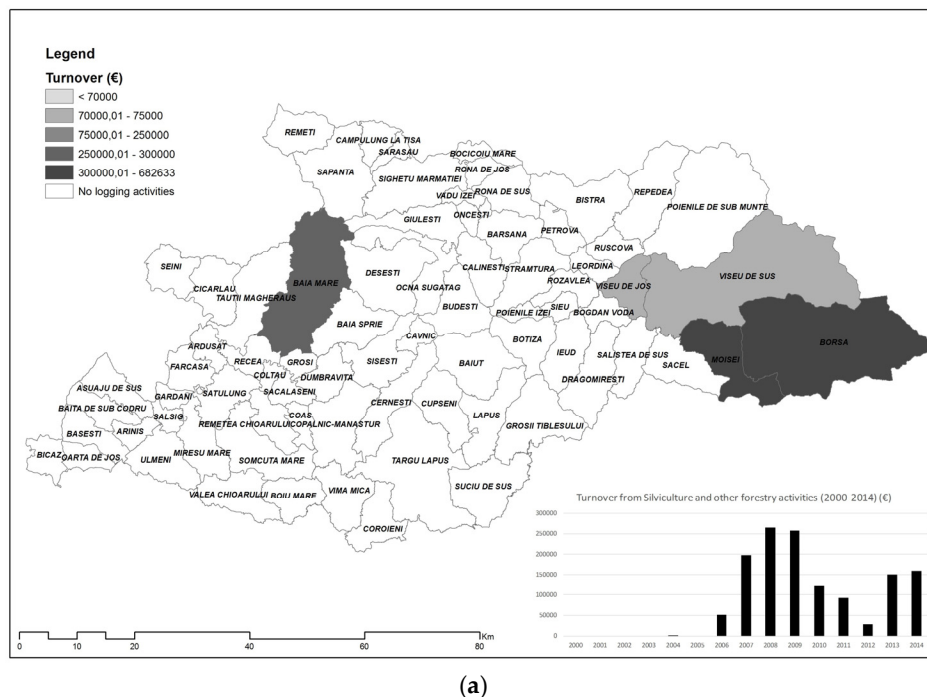 Legend
Turnover (€)
< 70000
70000,01 - 75000
75000,01 - 250000
250000,01 - 300000
300000,01 - 682633
No logging activities
REMETI
CAMPULUNG LA TISA
SARASAU
BOCICOIU MARE
SAPANTA
SIGHETU MARMATIEI
RONA DE JOS
VADU IZEI
RONA DE SUS
BISTRA
REPEDEA
POIENILE DE SUB MUNTE
GIULESTI
ONCESTI
BARSANA
PETROVA
RUSCOVA
SEINI
CICARLAU
TAUTII MAGHERAUS
BAIA MARE
DESESTI
OCNA SUGATAG
CALINESTI
STRAMTURA
LEORDINA
ROZAVLEA
VISEU DE JOS
VISEU DE SUS
BUDESTI
POIENILE IZEI
SIEU
BOGDAN VODA
BAIA SPRIE
CAVNIC
BOTIZA
BORSA
ARDUSAT
RECEA
GROSI
SISESTI
BAIUT
IEUD
SALISTEA DE SUS
SACEL
MOISEI
FARCASA
COLTAU
DUMBRAVITA
DRAGOMIRESTI
ASUAJU DE SUS
GARDANI
SATULUNG
SACALASENI
CERNESTI
CUPSENI
BAITA DE SUB CODRU
SALSIG
COAS
LAPUS
REMETEA CHIOARULUI
COPALNIC-MANASTUR
GROSII TIBLESULUI
BASESTI
ARINIS
BICAZ
OARTA DE JOS
ULMENI
MIRESU MARE
SOMCUTA MARE
TARGU LAPUS
VALEA CHIOARULUI
BOIU MARE
VIMA MICA
SUCIU DE SUS
COROIENI
Turnover from Silviculture and other forestry activities (2000-2014) (€)
300000
250000
200000
150000
100000
50000
0
2000 2001 2002 2003 2004 2005 2006 2007 2008 2009 2010 2011 2012 2013 2014
0 20 40 60 80 Km
(a)